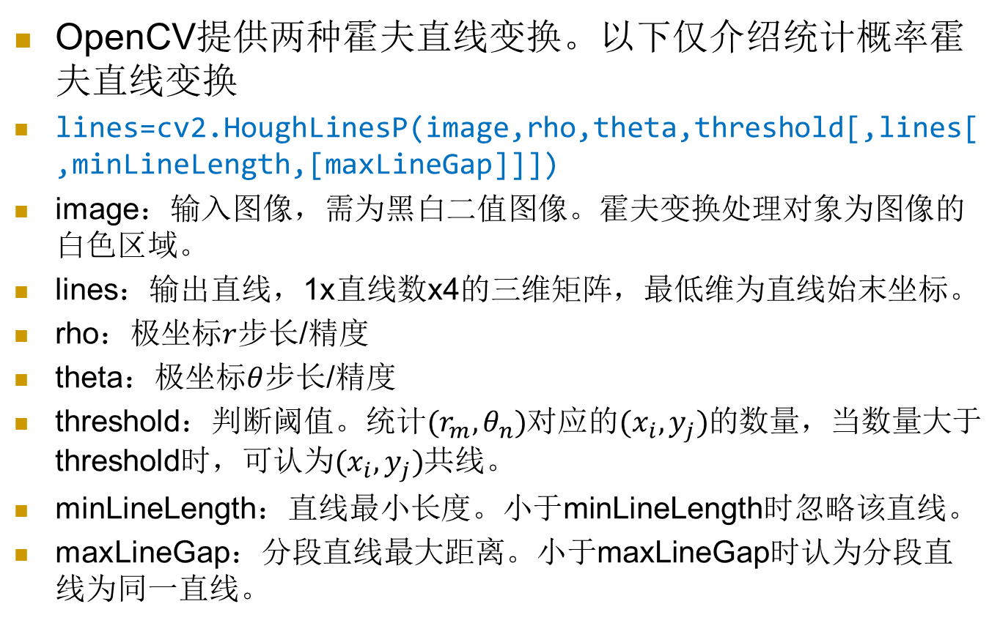 OpenCV提供两种霍夫直线变换。以下仅介绍统计概率霍
夫直线变换
lines=cv2.HoughLinesP(image,rho,theta,threshold[,lines[
,minLineLength,[maxLineGap]]])
image：输入图像，需为黑白二值图像。霍夫变换处理对象为图像的
白色区域。
lines：输出直线，1x直线数x4的三维矩阵，最低维为直线始末坐标。
rho：极坐标r步长/精度
theta：极坐标θ步长/精度
threshold：判断阈值。统计(rₘ,θₙ)对应的(xᵢ,yⱼ)的数量，当数量大于
threshold时，可认为(xᵢ,yⱼ)共线。
minLineLength：直线最小长度。小于minLineLength时忽略该直线。
maxLineGap：分段直线最大距离。小于maxLineGap时认为分段直
线为同一直线。